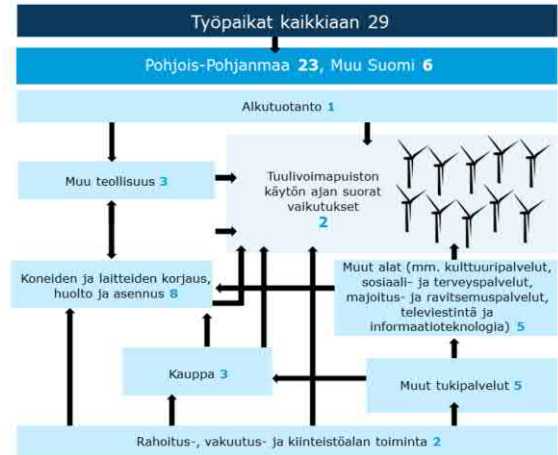 Työpaikat kaikkiaan 29
Pohjois-Pohjanmaa 23, Muu Suomi 6
Alkutuotanto 1
Muu teollisuus 3
Tuulivoimapuiston
käytön ajan suorat
vaikutukset
2
Koneiden ja laitteiden korjaus,
huolto ja asennus 8
Muut alat (mm. kulttuuripalvelut,
sosiaali- ja terveyspalvelut,
majoitus- ja ravitsemuspalvelut,
televiestintä ja
informaatioteknologia) 5
Kauppa 3
Muut tukipalvelut 5
Rahoitus-, vakuutus- ja kiinteistöalan toiminta 2